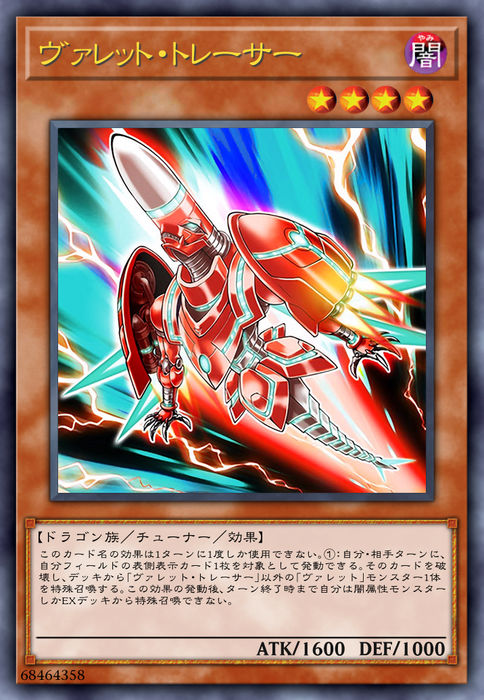 ヴァレット・トレーサー
やみ
闇
【ドラゴン族／チューナー／効果】
このカード名の効果は1ターンに1度しか使用できない。①：自分・相手ターンに、
自分フィールドの表側表示カード1枚を対象として発動できる。そのカードを破
壊し、デッキから「ヴァレット・トレーサー」以外の「ヴァレット」モンスター1体
を特殊召喚する。この効果の発動後、ターン終了時まで自分は闇属性モンスター
しかEXデッキから特殊召喚できない。
ATK/1600 DEF/1000
68464358